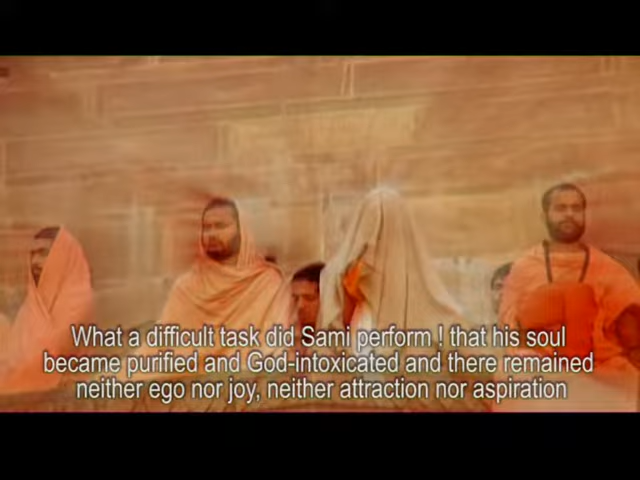 What a difficult task did Sami perform ! that his soul
became purified and God-intoxicated and there remained
neither ego nor joy, neither attraction nor aspiration